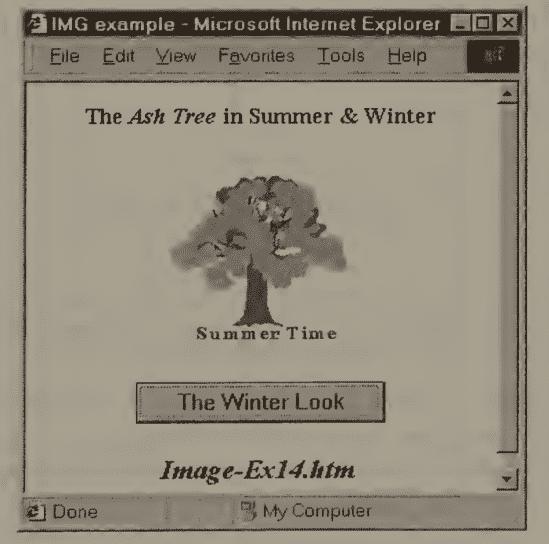 IMG example - Microsoft Internet Explorer
File Edit View Favorites Tools Help
The Ash Tree in Summer & Winter
Summer Time
The Winter Look
Image-Ex14.htm
Done My Computer